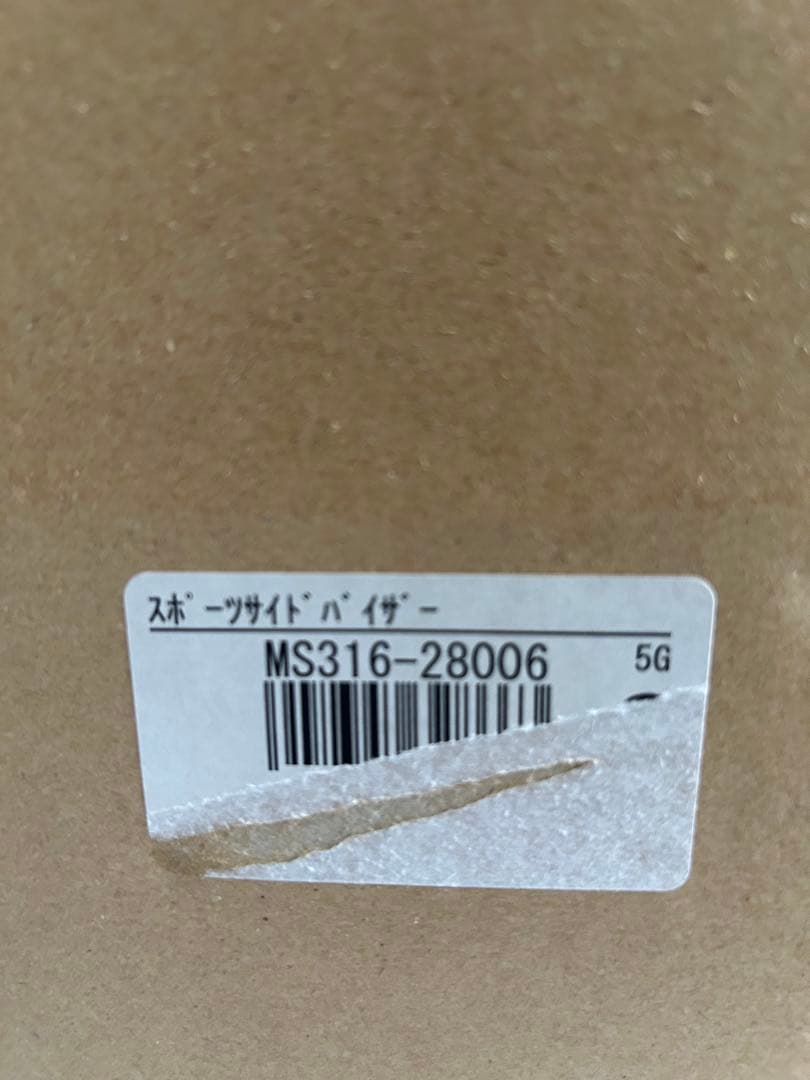 ｽﾎﾟｰﾂｻｲﾄﾞﾊﾞｲｻﾞｰ
MS316-28006 5G